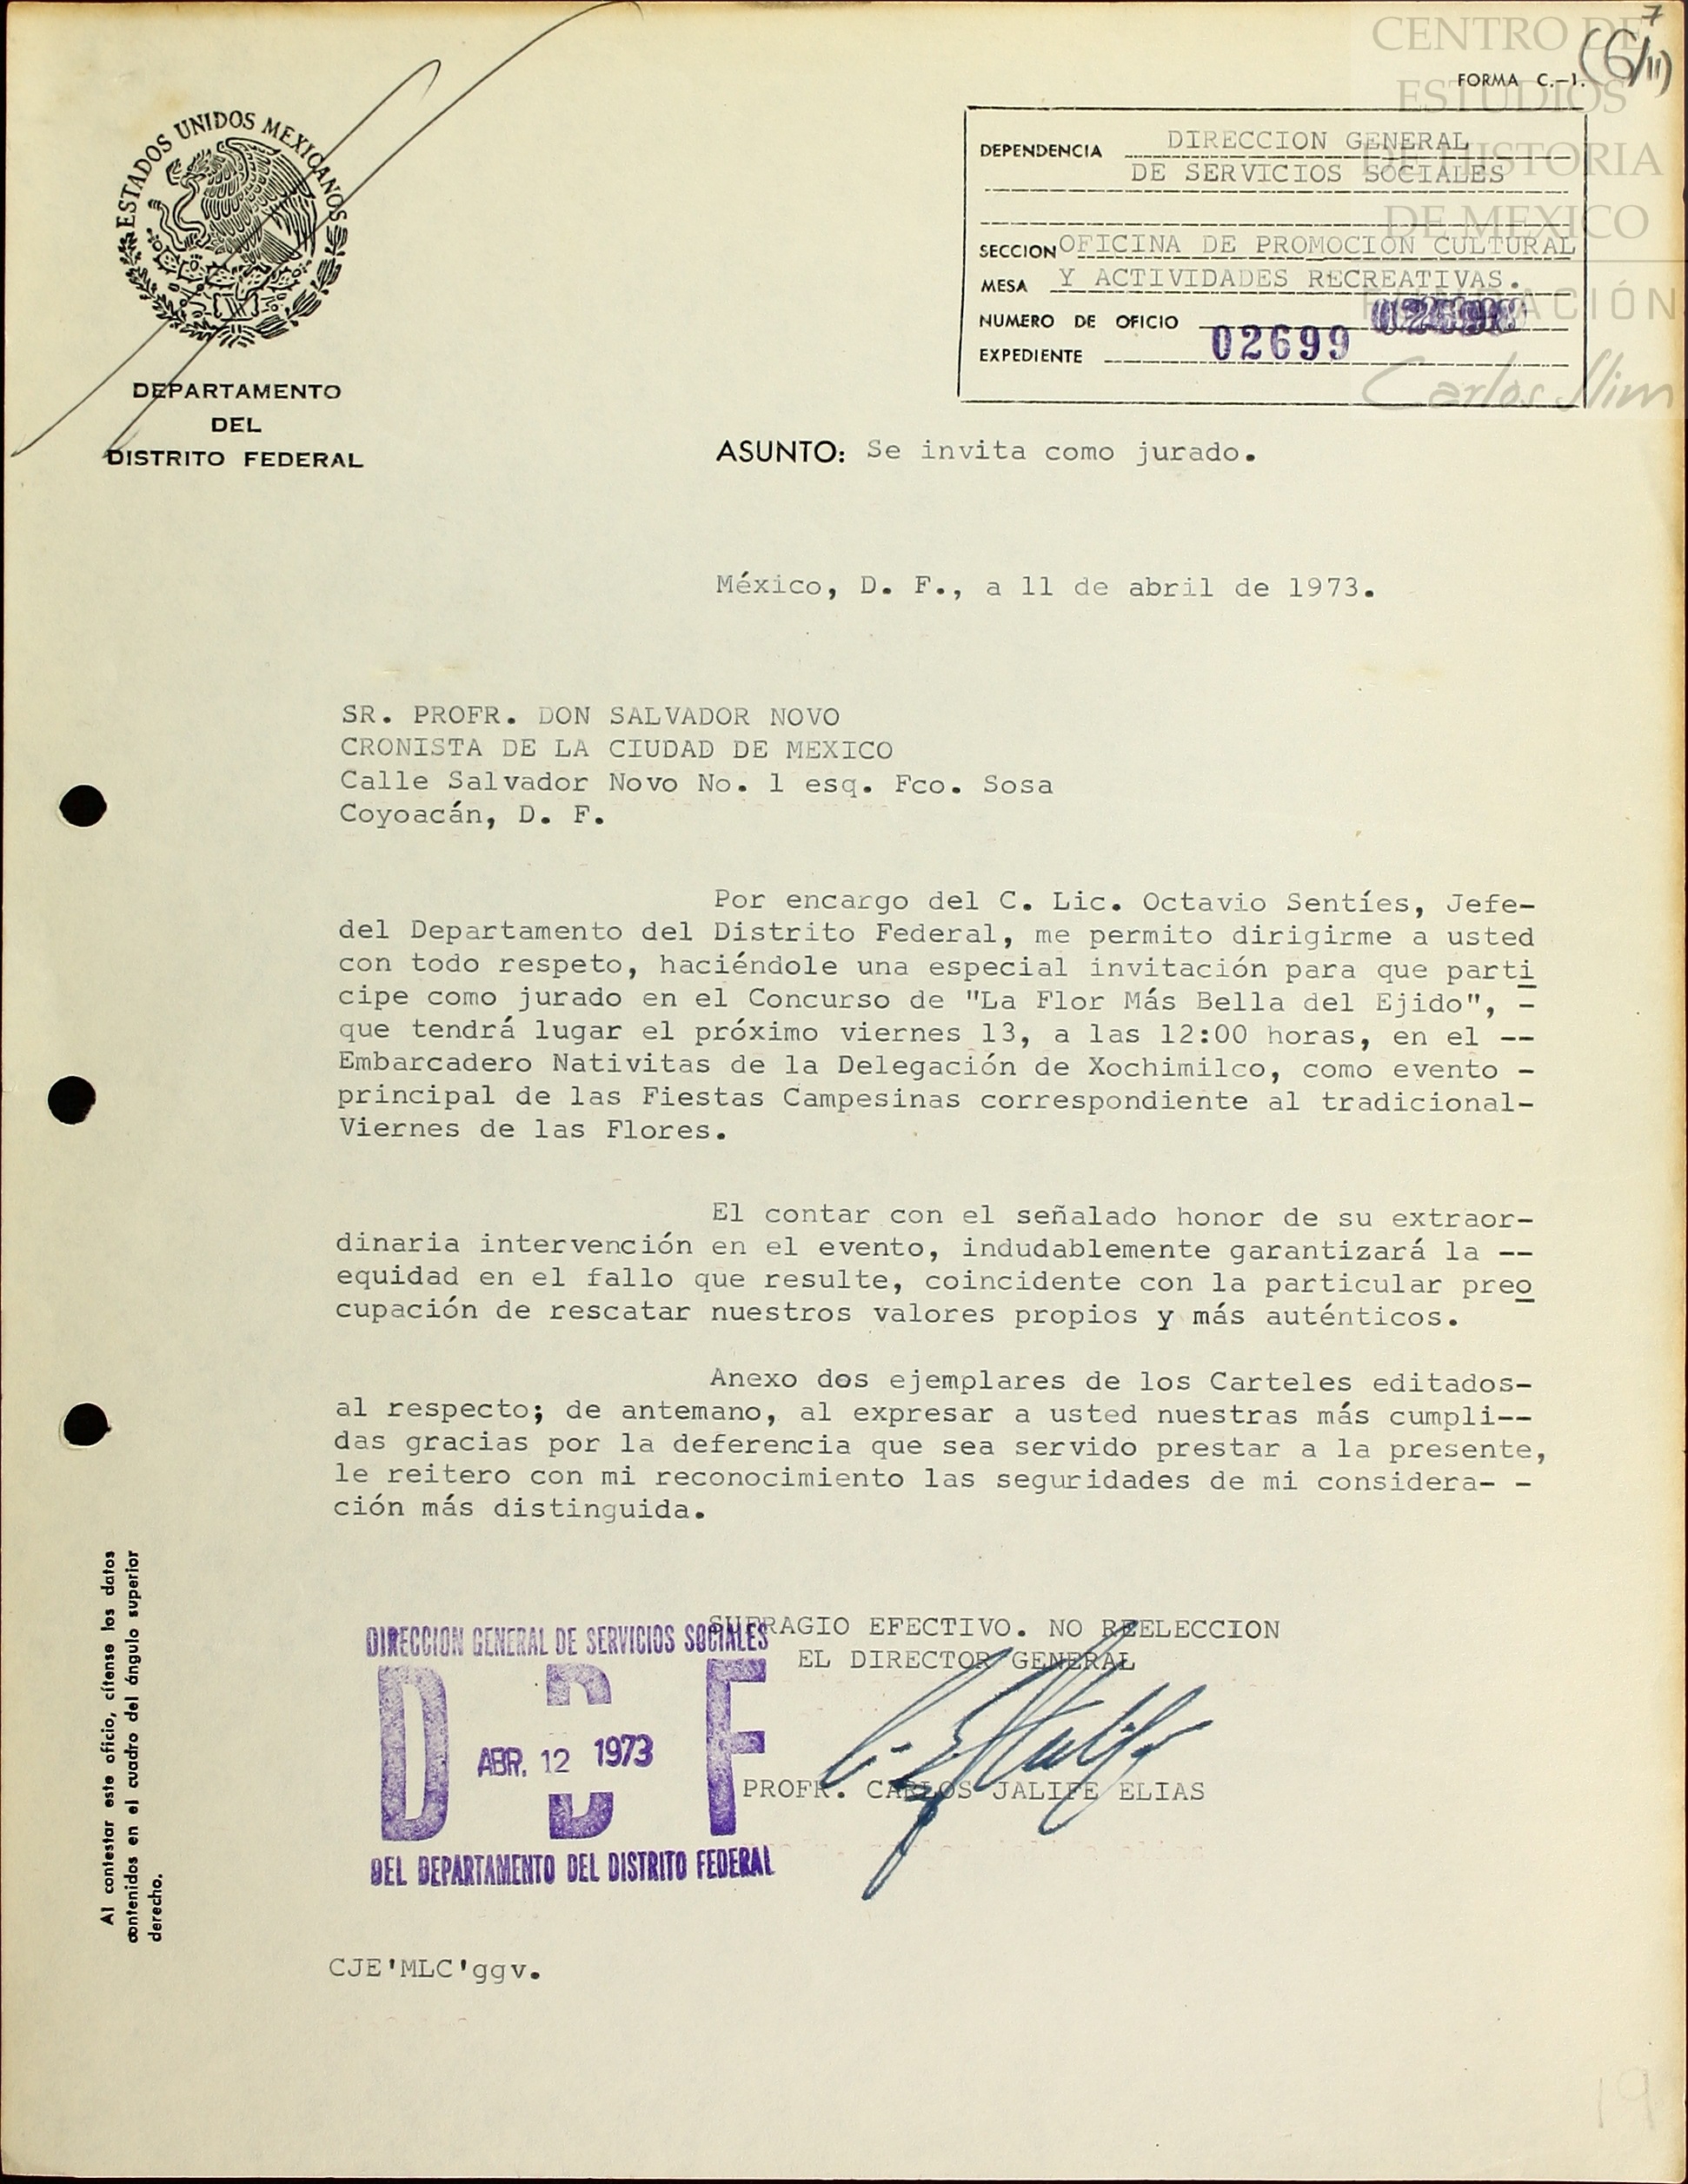 7
(6/11)
CENTRO DE
ESTUDIOS
DE HISTORIA
DE MEXICO
FUNDACIÓN
Carlos Slim
FORMA C.-1.
ESTADOS UNIDOS MEXICANOS
DEPARTAMENTO
DEL
DISTRITO FEDERAL
DEPENDENCIA DIRECCION GENERAL
DE SERVICIOS SOCIALES
SECCION OFICINA DE PROMOCION CULTURAL
MESA Y ACTIVIDADES RECREATIVAS.
NUMERO DE OFICIO 02699
EXPEDIENTE
ASUNTO: Se invita como jurado.
México, D. F., a 11 de abril de 1973.
SR. PROFR. DON SALVADOR NOVO
CRONISTA DE LA CIUDAD DE MEXICO
Calle Salvador Novo No. 1 esq. Fco. Sosa
Coyoacán, D. F.
Por encargo del C. Lic. Octavio Sentíes, Jefe-
del Departamento del Distrito Federal, me permito dirigirme a usted
con todo respeto, haciéndole una especial invitación para que parti
cipe como jurado en el Concurso de "La Flor Más Bella del Ejido", -
que tendrá lugar el próximo viernes 13, a las 12:00 horas, en el --
Embarcadero Nativitas de la Delegación de Xochimilco, como evento -
principal de las Fiestas Campesinas correspondiente al tradicional-
Viernes de las Flores.
El contar con el señalado honor de su extraor-
dinaria intervención en el evento, indudablemente garantizará la --
equidad en el fallo que resulte, coincidente con la particular preo
cupación de rescatar nuestros valores propios y más auténticos.
Anexo dos ejemplares de los Carteles editados-
al respecto; de antemano, al expresar a usted nuestras más cumpli--
das gracias por la deferencia que sea servido prestar a la presente,
le reitero con mi reconocimiento las seguridades de mi considera- -
ción más distinguida.
SUFRAGIO EFECTIVO. NO REELECCION
EL DIRECTOR GENERAL
PROFR. CARLOS JALIFE ELIAS
DIRECCION GENERAL DE SERVICIOS SOCIALES
D D F
ABR. 12 1973
DEL DEPARTAMENTO DEL DISTRITO FEDERAL
CJE'MLC'ggv.
Al contestar este oficio, cítense los datos
contenidos en el cuadro del ángulo superior
derecho.
19